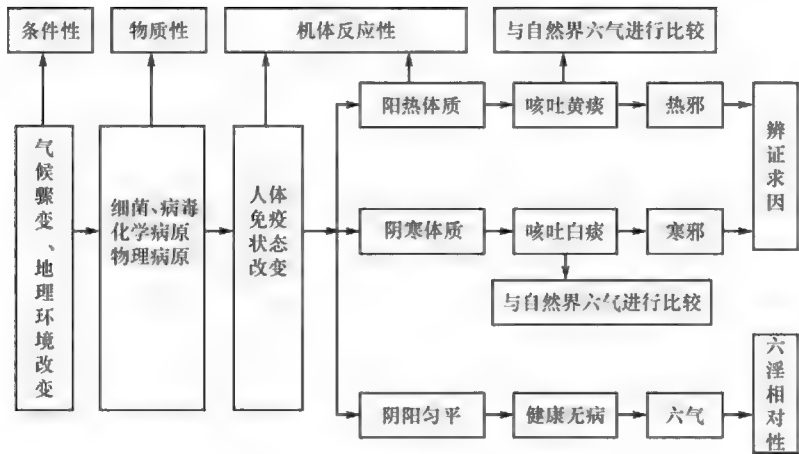 条件性
物质性
机体反应性
与自然界六气进行比较
气候骤变、地理环境改变
细菌、病毒
化学病原
物理病原
人体
免疫
状态
改变
阳热体质
咳吐黄痰
热邪
辨证求因
阴寒体质
咳吐白痰
寒邪
与自然界六气进行比较
阴阳匀平
健康无病
六气
六淫相对性